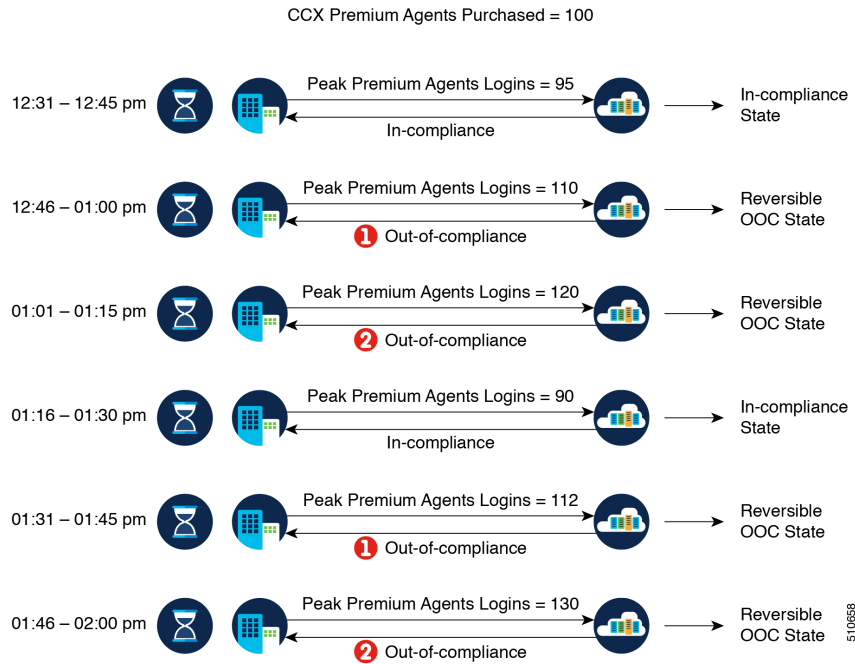 CCX Premium Agents Purchased = 100
12:31 – 12:45 pm
Peak Premium Agents Logins = 95
In-compliance
In-compliance
State
12:46 – 01:00 pm
Peak Premium Agents Logins = 110
1 Out-of-compliance
Reversible
OOC State
01:01 – 01:15 pm
Peak Premium Agents Logins = 120
2 Out-of-compliance
Reversible
OOC State
01:16 – 01:30 pm
Peak Premium Agents Logins = 90
In-compliance
In-compliance
State
01:31 – 01:45 pm
Peak Premium Agents Logins = 112
1 Out-of-compliance
Reversible
OOC State
01:46 – 02:00 pm
Peak Premium Agents Logins = 130
2 Out-of-compliance
Reversible
OOC State
510658